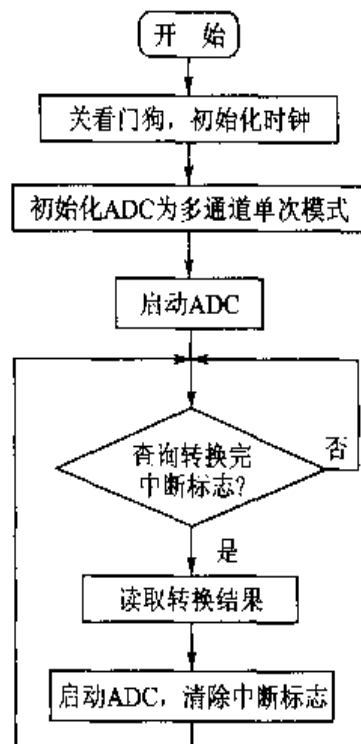 开 始
关看门狗，初始化时钟
初始化ADC为多通道单次模式
启动ADC
查询转换完
中断标志?
否
是
读取转换结果
启动ADC，清除中断标志